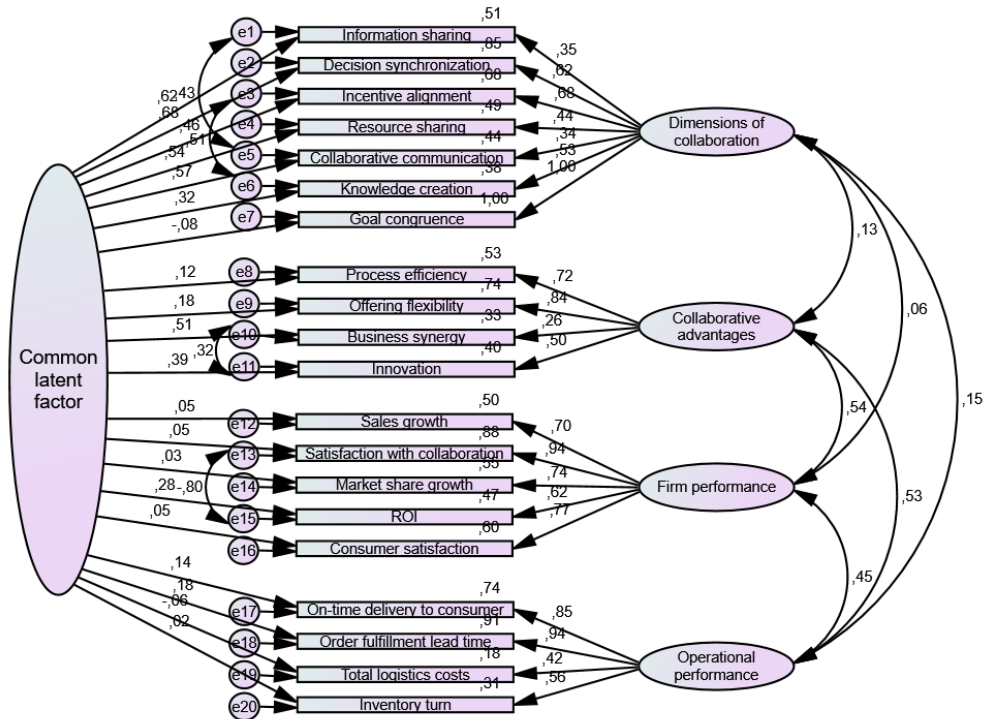 ,51
e1
Information sharing
,85
,35
e2
Decision synchronization
,62
,68
,62
,43
e3
Incentive alignment
,68
,68
,49
,46
e4
Resource sharing
,44
Dimensions of
collaboration
,51
,44
,34
,54
e5
Collaborative communication
,53
,38
1,00
,57
e6
Knowledge creation
,32
1,00
e7
Goal congruence
-,08
,13
,53
,12
e8
Process efficiency
,72
,74
,18
e9
Offering flexibility
,84
,33
,06
,51
e10
Business synergy
,26
Collaborative
advantages
,40
,50
,32
,39
e11
Innovation
Common
latent
factor
,50
,05
e12
Sales growth
,70
,54
,15
,88
,05
e13
Satisfaction with collaboration
,94
,55
,03
e14
Market share growth
,74
Firm performance
,28
-,80
,47
,62
,53
e15
ROI
,77
,05
,60
e16
Consumer satisfaction
,14
,45
,74
,18
e17
On-time delivery to consumer
,85
-,06
,91
,02
e18
Order fulfillment lead time
,94
,18
Operational
performance
,42
e19
Total logistics costs
,31
,56
e20
Inventory turn